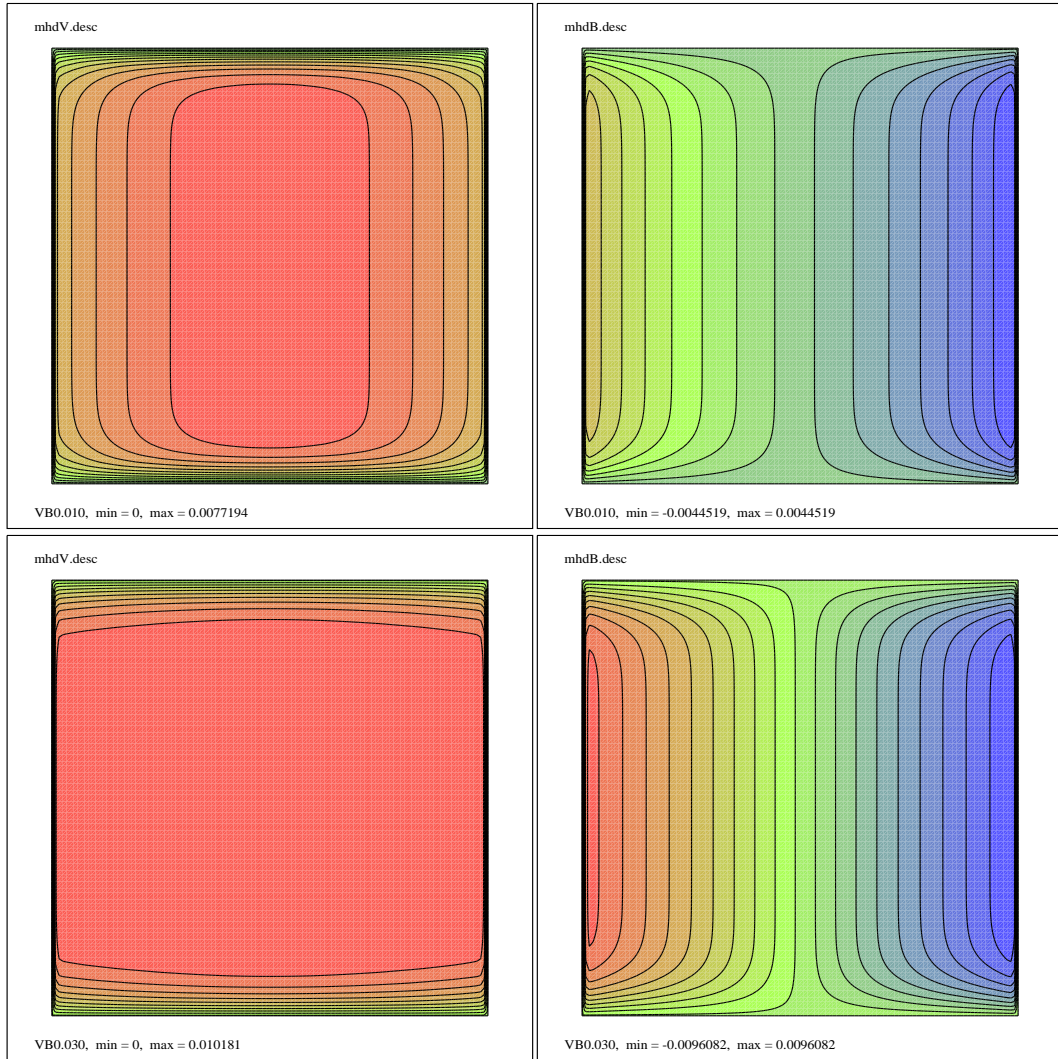 mhdV.desc
mhdB.desc
VB0.010, min = 0, max = 0.0077194
VB0.010, min = -0.0044519, max = 0.0044519
mhdV.desc
mhdB.desc
VB0.030, min = 0, max = 0.010181
VB0.030, min = -0.0096082, max = 0.0096082